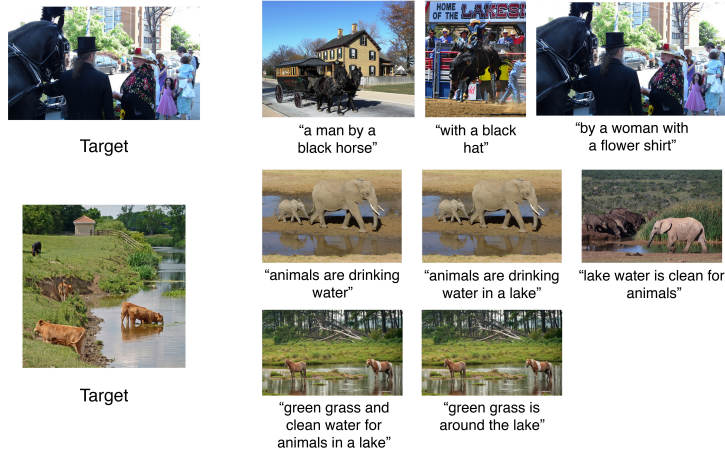 HOME
OF THE LAKESI
Target
“a man by a
black horse”
“with a black
hat”
“by a woman with
a flower shirt”
“animals are drinking
water”
“animals are drinking
water in a lake”
“lake water is clean for
animals”
Target
“green grass and
clean water for
animals in a lake”
“green grass is
around the lake”